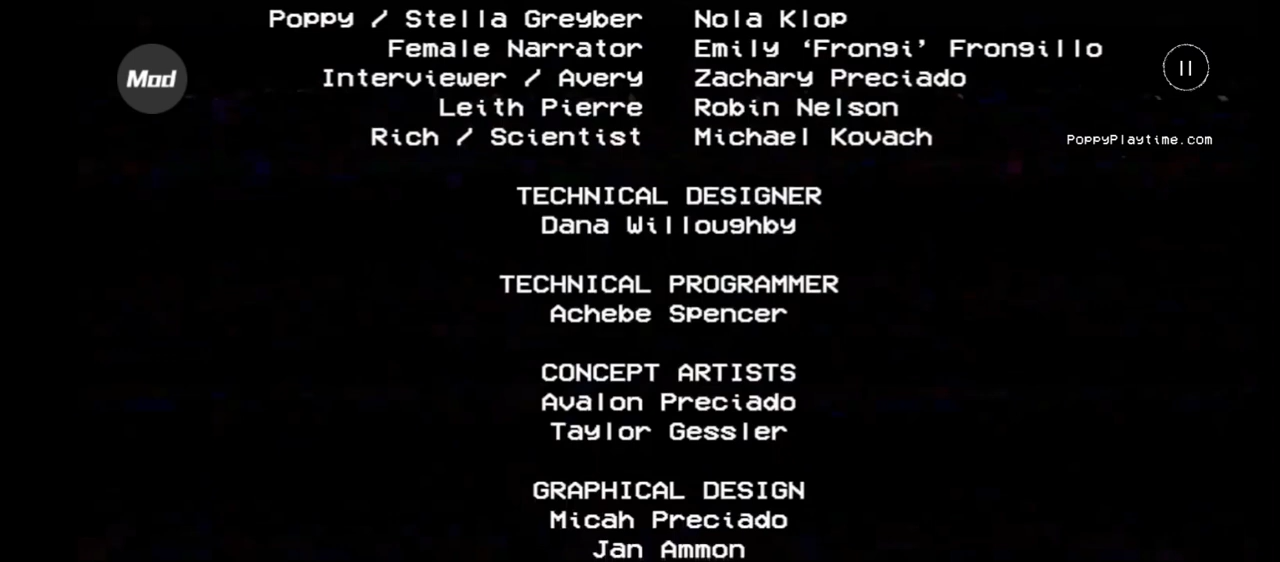 Poppy / Stella Greyber Nola Klop
Female Narrator Emily ‘Frongi’ Frongillo
Mod
Interviewer / Avery Zachary Preciado
Leith Pierre Robin Nelson
Rich / Scientist Michael Kovach
PoppyPlaytime.com
TECHNICAL DESIGNER
Dana Willoughby
TECHNICAL PROGRAMMER
Achebe Spencer
CONCEPT ARTISTS
Avalon Preciado
Taylor Gessler
GRAPHICAL DESIGN
Micah Preciado
Jan Ammon